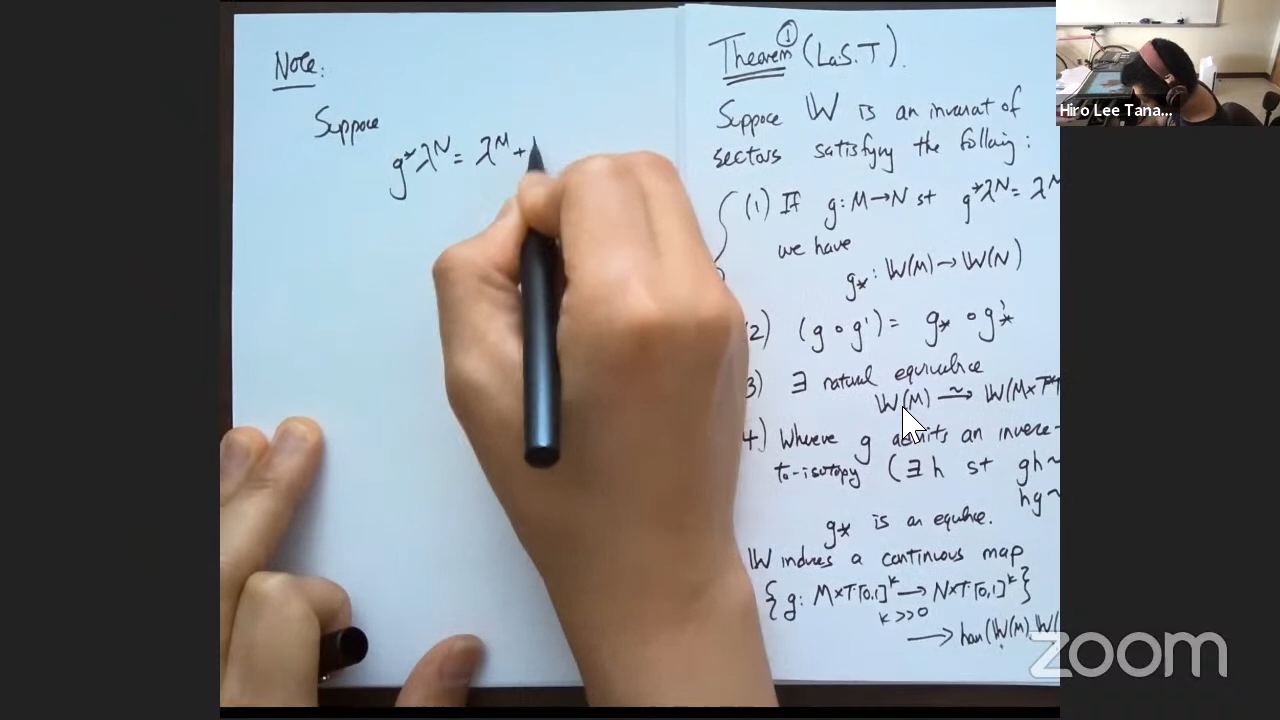 Note:
Suppose
g*λᴺ = λᴹ +
Theorem ① (LaS.T).
Suppose W is an invariant of
sectors satisfying the following:
(1) If g: M→N st g*λᴺ = λᴹ
we have
g⁎: W(M) → W(N)
2) (g∘g') = g⁎ ∘ g'⁎
3) ∃ natural equivalence
W(M) ~→ W(M×T*
4.) Whenever g admits an inverse-
to-isotopy (∃ h st gh~
hg~
g⁎ is an equivalence.
W induces a continuous map
{g: M×T*[0,1]ᵏ → N×T*[0,1]ᵏ}
k>>0
→ hom(W(M), W(
Hiro Lee Tana...
zoom